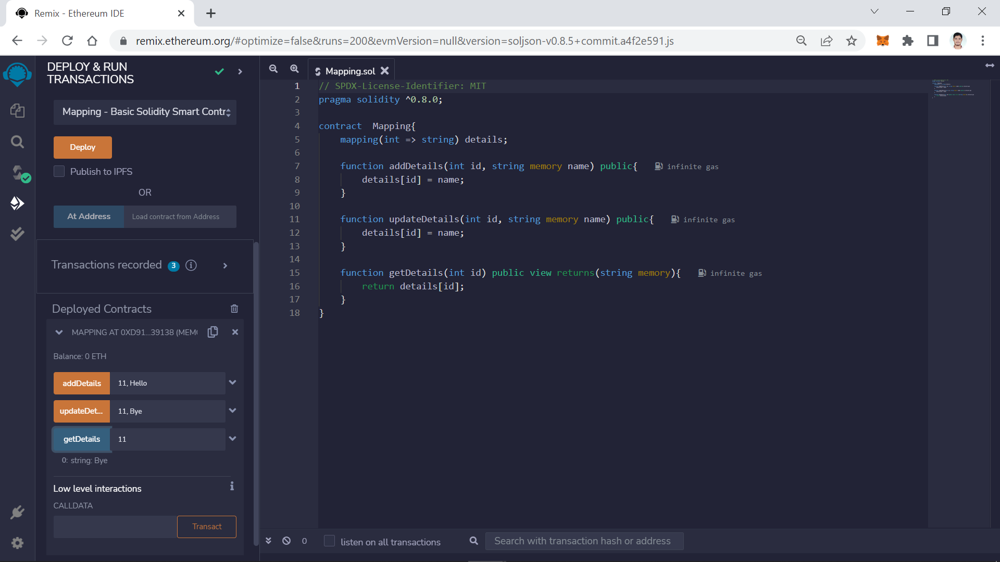 Remix - Ethereum IDE
remix.ethereum.org/#optimize=false&runs=200&evmVersion=null&version=soljson-v0.8.5+commit.a4f2e591.js
DEPLOY & RUN
TRANSACTIONS
Mapping - Basic Solidity Smart Contr
Deploy
Publish to IPFS
OR
At Address
Load contract from Address
Transactions recorded 3 i
Deployed Contracts
MAPPING AT 0XD91...39138 (MEM
Balance: 0 ETH
addDetails
11, Hello
updateDet...
11, Bye
getDetails
11
0: string: Bye
Low level interactions
i
CALLDATA
Transact
Mapping.sol
1 // SPDX-License-Identifier: MIT
2 pragma solidity ^0.8.0;
3
4 contract  Mapping{
5     mapping(int => string) details;
6
7     function addDetails(int id, string memory name) public{ infinite gas
8         details[id] = name;
9     }
10
11     function updateDetails(int id, string memory name) public{ infinite gas
12         details[id] = name;
13     }
14
15     function getDetails(int id) public view returns(string memory){ infinite gas
16         return details[id];
17     }
18 }
0
listen on all transactions
Search with transaction hash or address